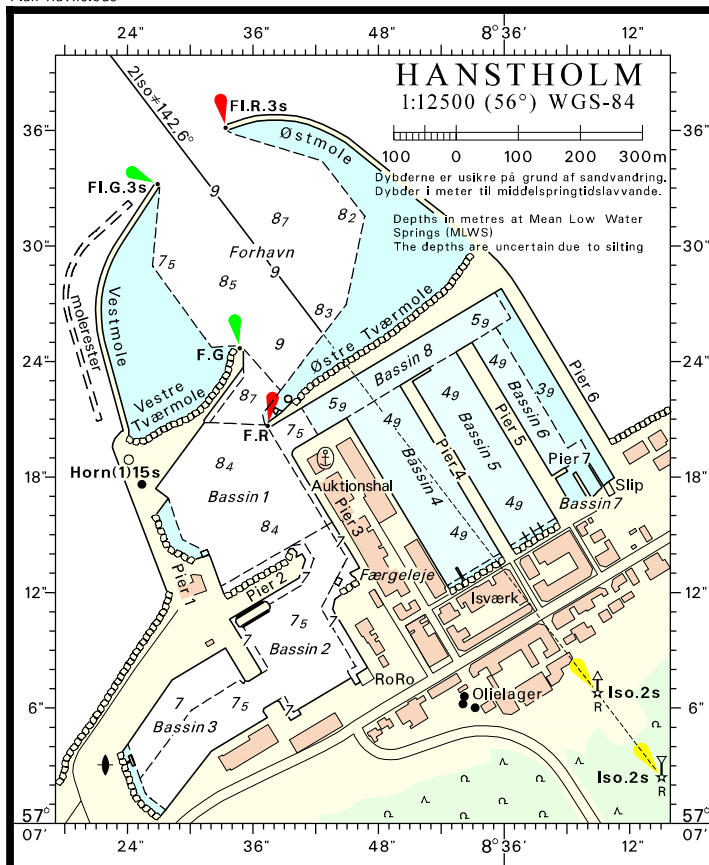 24"
36"
48"
8° 36'
12"
HANSTHOLM
1:12500 (56°) WGS-84
100 0 100 200 300m
Dybderne er usikre på grund af sandvandring.
Dybder i meter til middelspringtidslavvande.
Depths in metres at Mean Low Water
Springs (MLWS)
The depths are uncertain due to silting
2Iso≠142.6°
Fl.R.3s
36"
36"
Østmole
Fl.G.3s
9
87
82
Forhavn
30"
30"
75
85
9
83
molerester
Vestmole
9
Østre Tværmole
59
24"
24"
F.G
Bassin 8
49
Pier 6
Vestre
Tværmole
87
F.R
75
59
49
49
Bassin 6
39
Pier 5
18"
18"
Horn(1)15s
84
Bassin 1
84
Auktionshal
Pier 3
Bassin 4
49
Pier 4
Bassin 5
49
Pier 7
Slip
Bassin 7
7
Færgeleje
12"
12"
Pier 1
Pier 2
Isværk
75
7
7
Bassin 2
RoRo
Olielager
Iso.2s
R
6"
6"
7
75
Bassin 3
7
Iso.2s
R
57°
07'
57°
07'
24"
36"
48"
8° 36'
12"